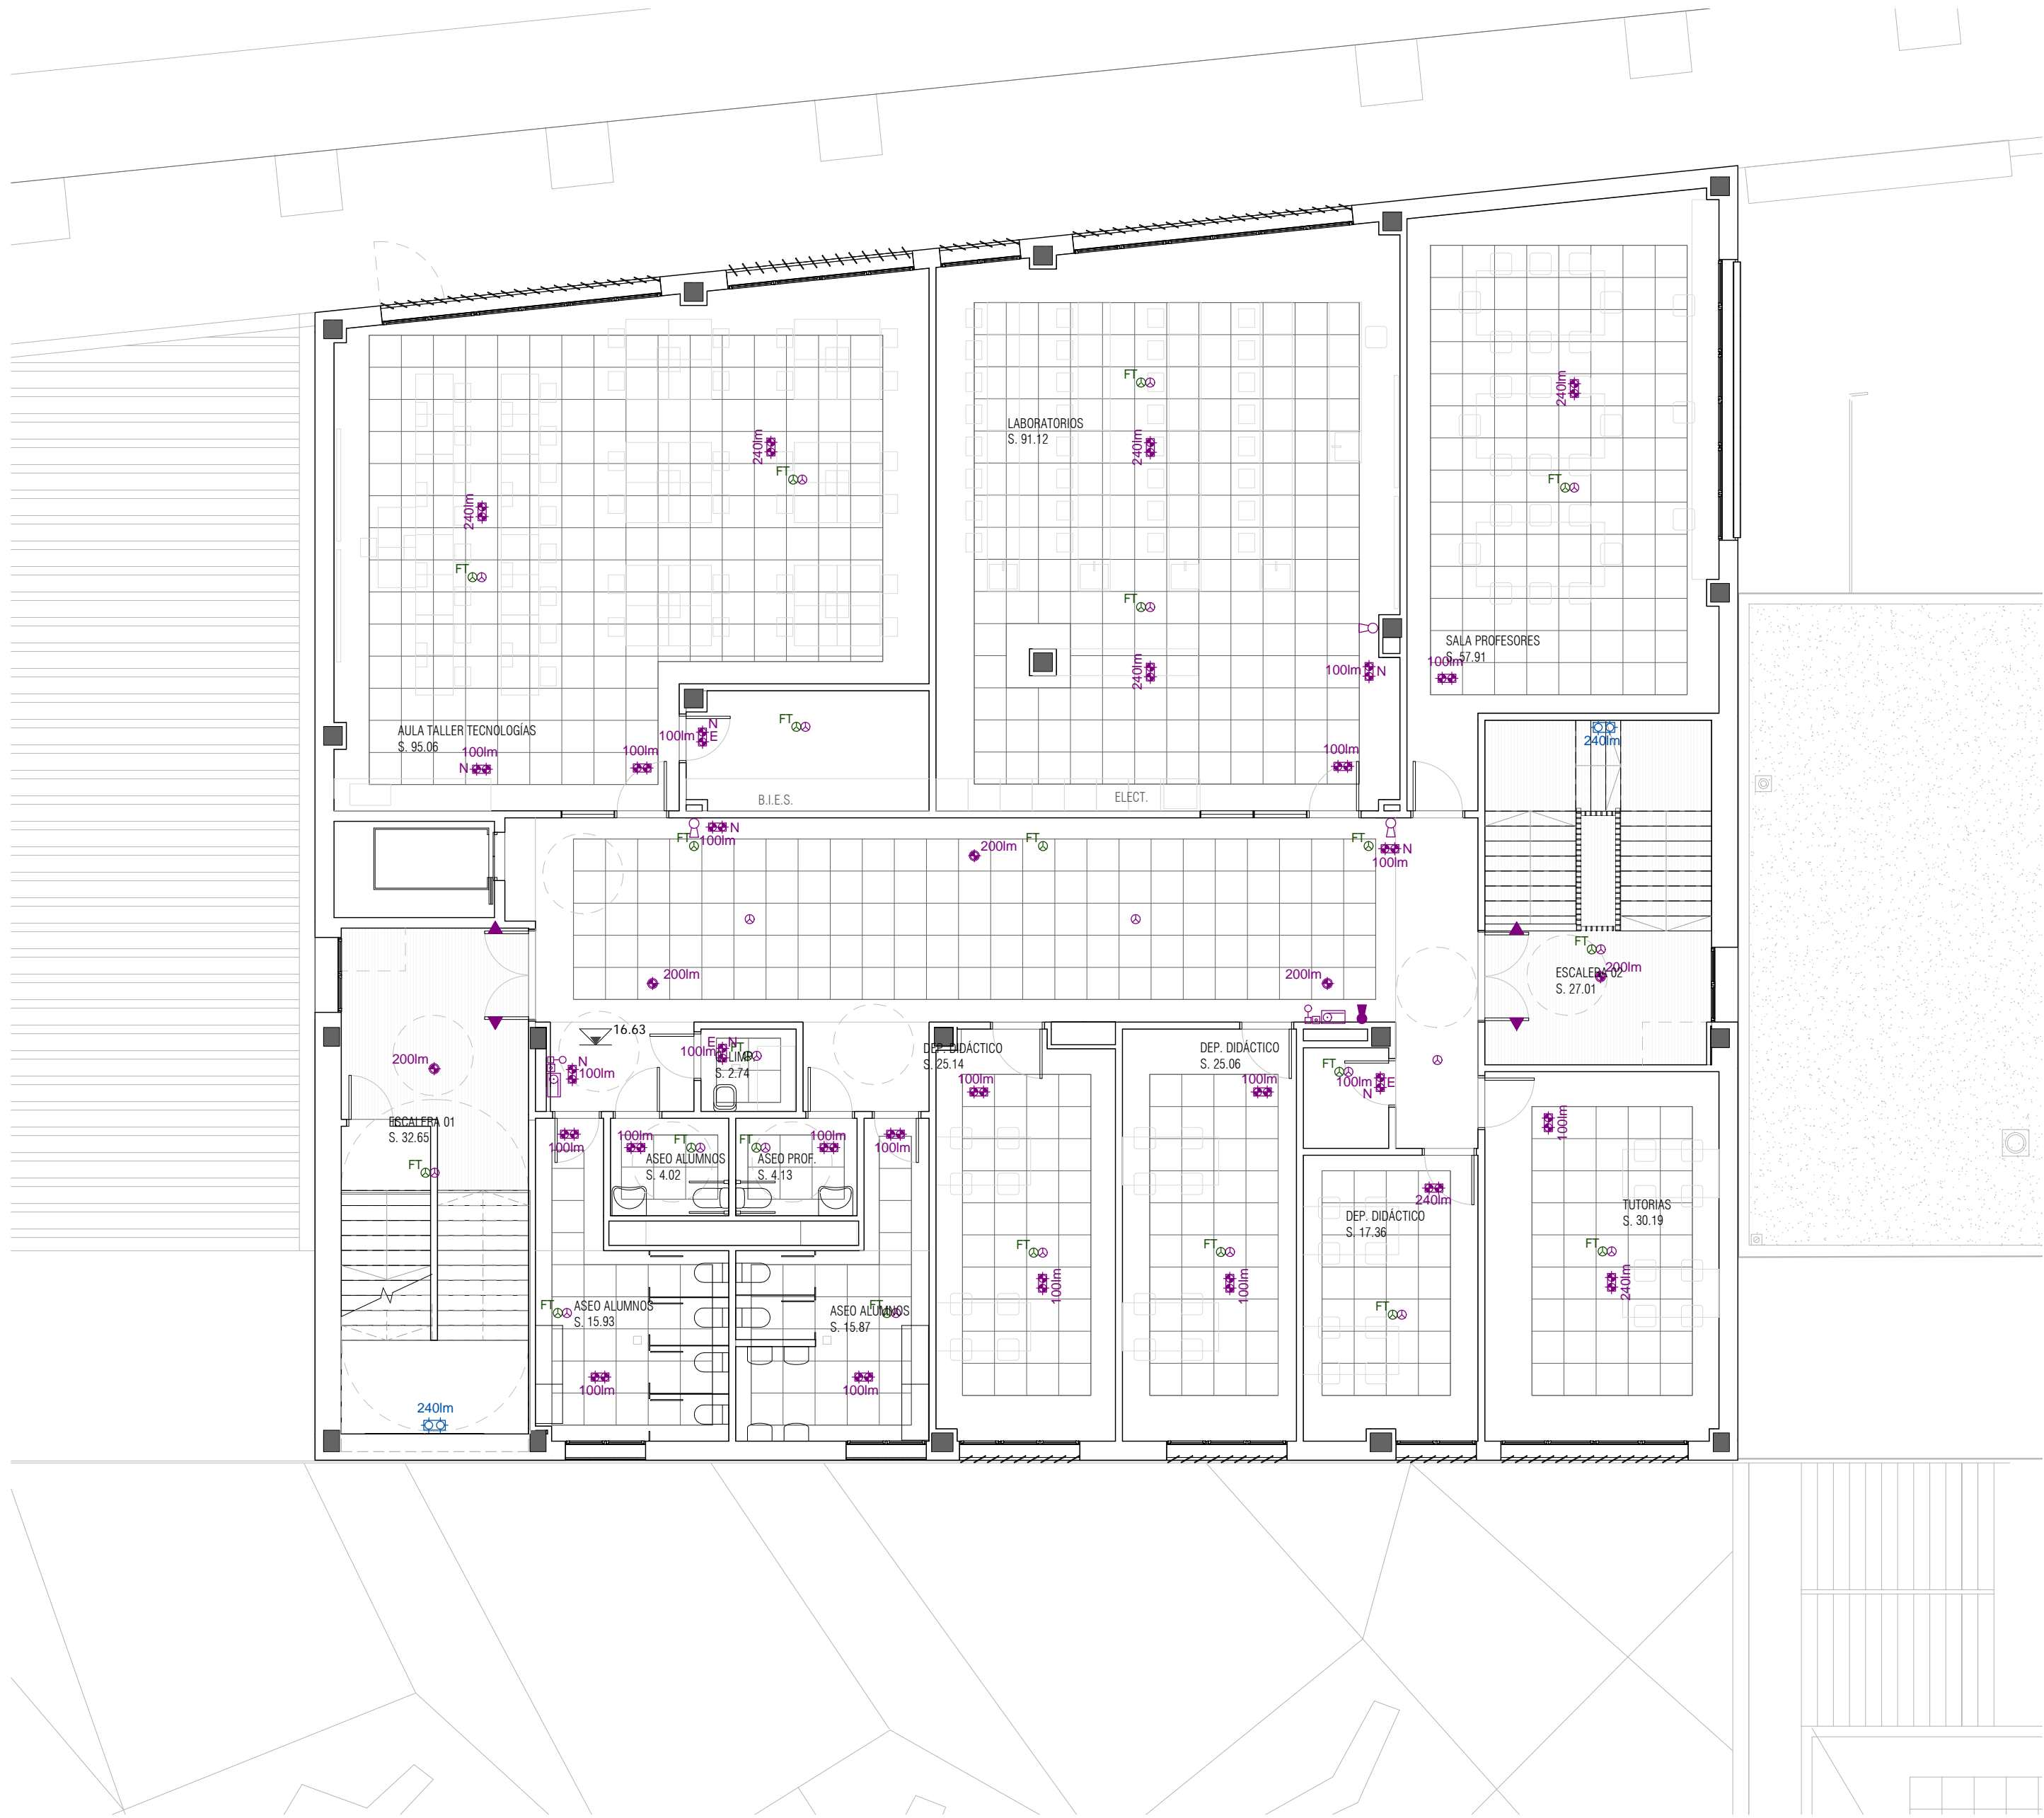 240lm
FT
LABORATORIOS
S. 91.12
240lm
240lm
FT
FT
240lm
FT
240lm
FT
SALA PROFESORES
S. 57.91
100lm
240lm
100lm
N
AULA TALLER TECNOLOGÍAS
S. 95.06
100lm
N
100lm
N
100lm
E
FT
100lm
240lm
B.I.E.S.
ELECT.
FT
N
100lm
FT
200lm
FT
N
100lm
200lm
200lm
FT
200lm
ESCALERA 02
S. 27.01
16.63
200lm
N
100lm
E
N
100lm
FT
S. 2.74
DEP. DIDÁCTICO
S. 25.14
100lm
DEP. DIDÁCTICO
S. 25.06
100lm
FT
100lm
E
N
100lm
ESCALERA 01
S. 32.65
FT
100lm
100lm
FT
ASEO ALUMNOS
S. 4.02
FT
ASEO PROF.
S. 4.13
100lm
100lm
240lm
DEP. DIDÁCTICO
S. 17.36
TUTORIAS
S. 30.19
FT
100lm
FT
100lm
FT
FT
240lm
FT
ASEO ALUMNOS
S. 15.93
FT
ASEO ALUMNOS
S. 15.87
100lm
100lm
240lm